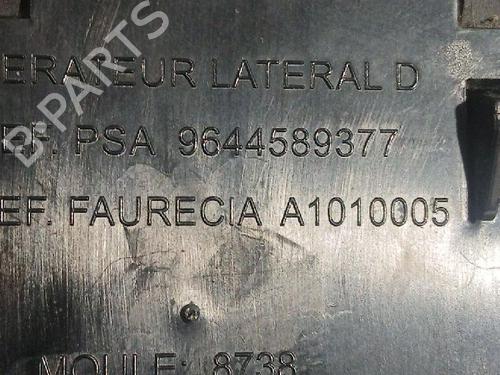 ERATEUR LATERAL D
EF. PSA 9644589377
EF. FAURECIA A1010005
MOULE: 8738
B-PARTS